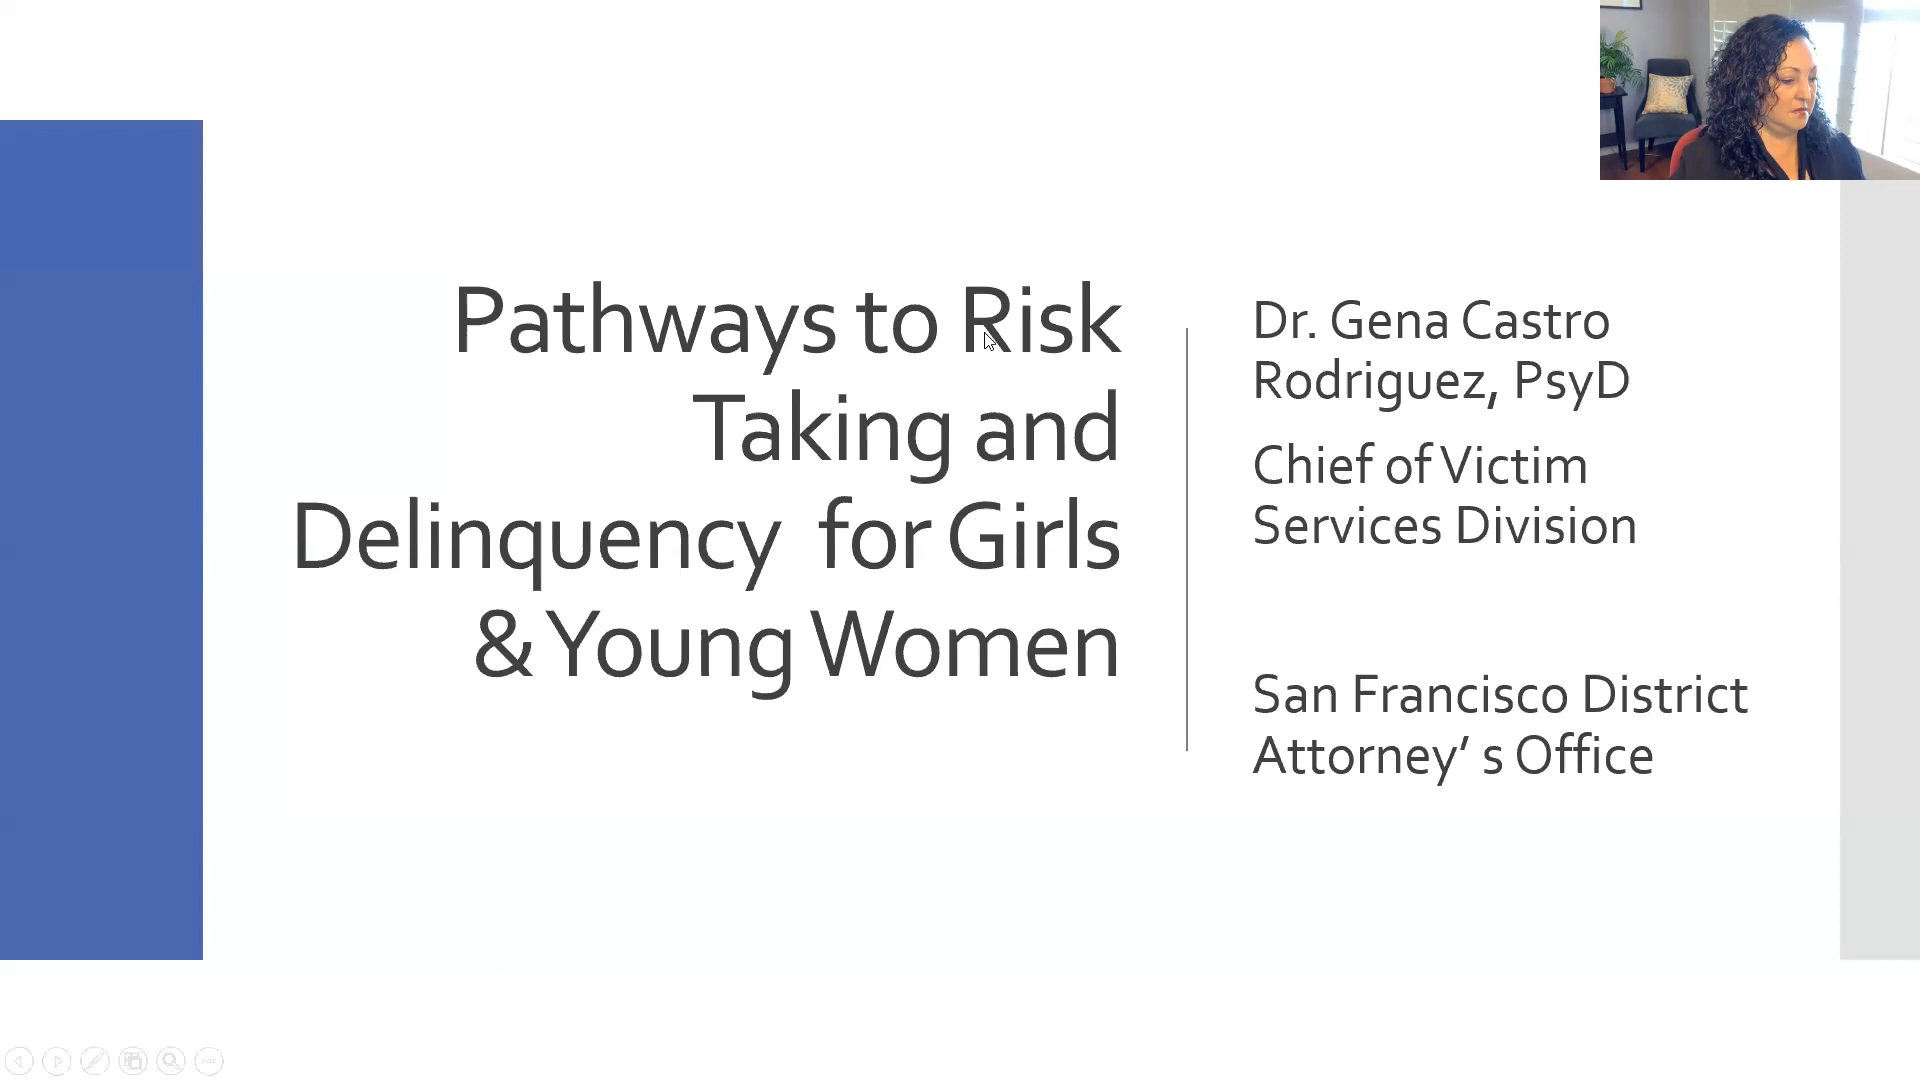 Pathways to Risk
Taking and
Delinquency  for Girls
& Young Women
Dr. Gena Castro
Rodriguez, PsyD
Chief of Victim
Services Division
San Francisco District
Attorney’ s Office